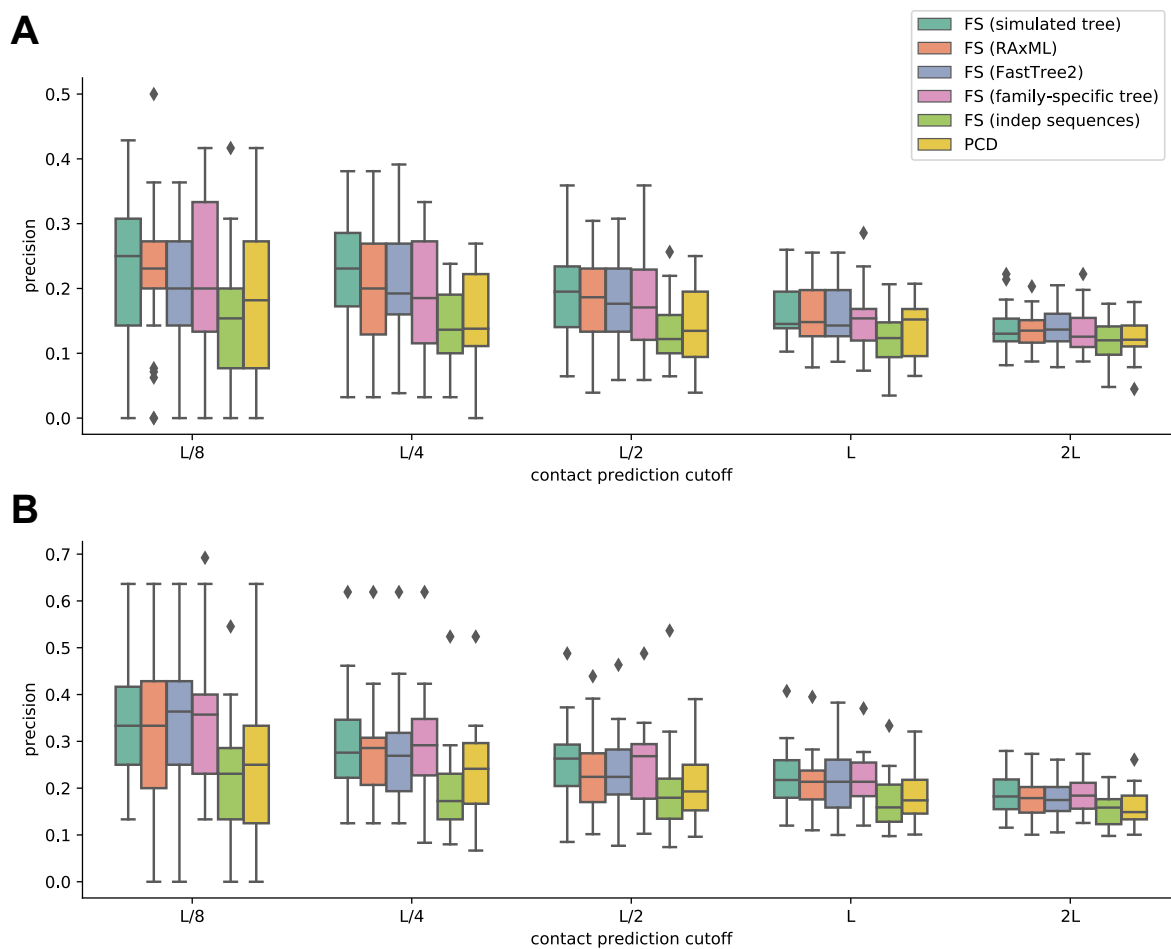 A
FS (simulated tree)
FS (RAxML)
FS (FastTree2)
FS (family-specific tree)
FS (indep sequences)
PCD
precision
0.5
0.4
0.3
0.2
0.1
0.0
L/8
L/4
L/2
L
2L
contact prediction cutoff
B
precision
0.7
0.6
0.5
0.4
0.3
0.2
0.1
0.0
L/8
L/4
L/2
L
2L
contact prediction cutoff